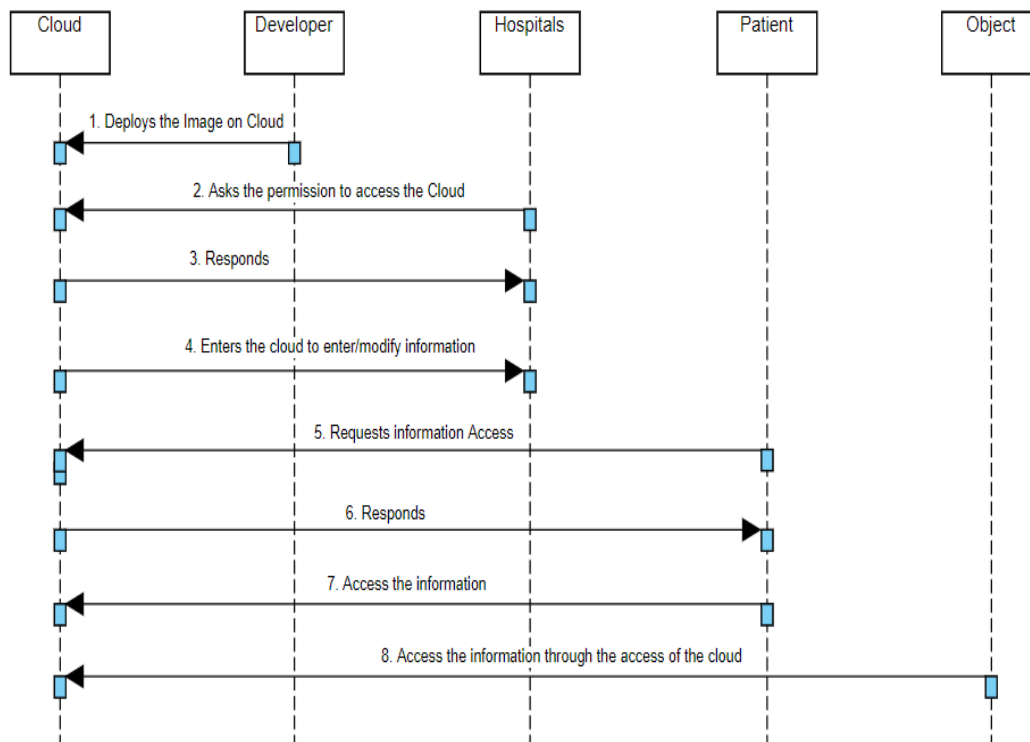 Cloud
Developer
Hospitals
Patient
Object
1. Deploys the Image on Cloud
2. Asks the permission to access the Cloud
3. Responds
4. Enters the cloud to enter/modify information
5. Requests information Access
6. Responds
7. Access the information
8. Access the information through the access of the cloud